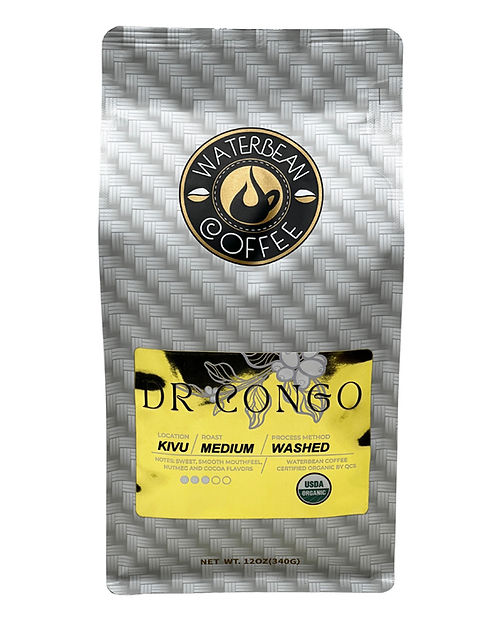 WATERBEAN
COFFEE
DR CONGO
LOCATION / ROAST / PROCESS METHOD
KIVU / MEDIUM / WASHED
NOTES: SWEET, SMOOTH MOUTHFEEL,
NUTMEG AND COCOA FLAVORS
WATERBEAN COFFEE
CERTIFIED ORGANIC BY QCS
USDA
ORGANIC
NET WT. 12OZ(340G)